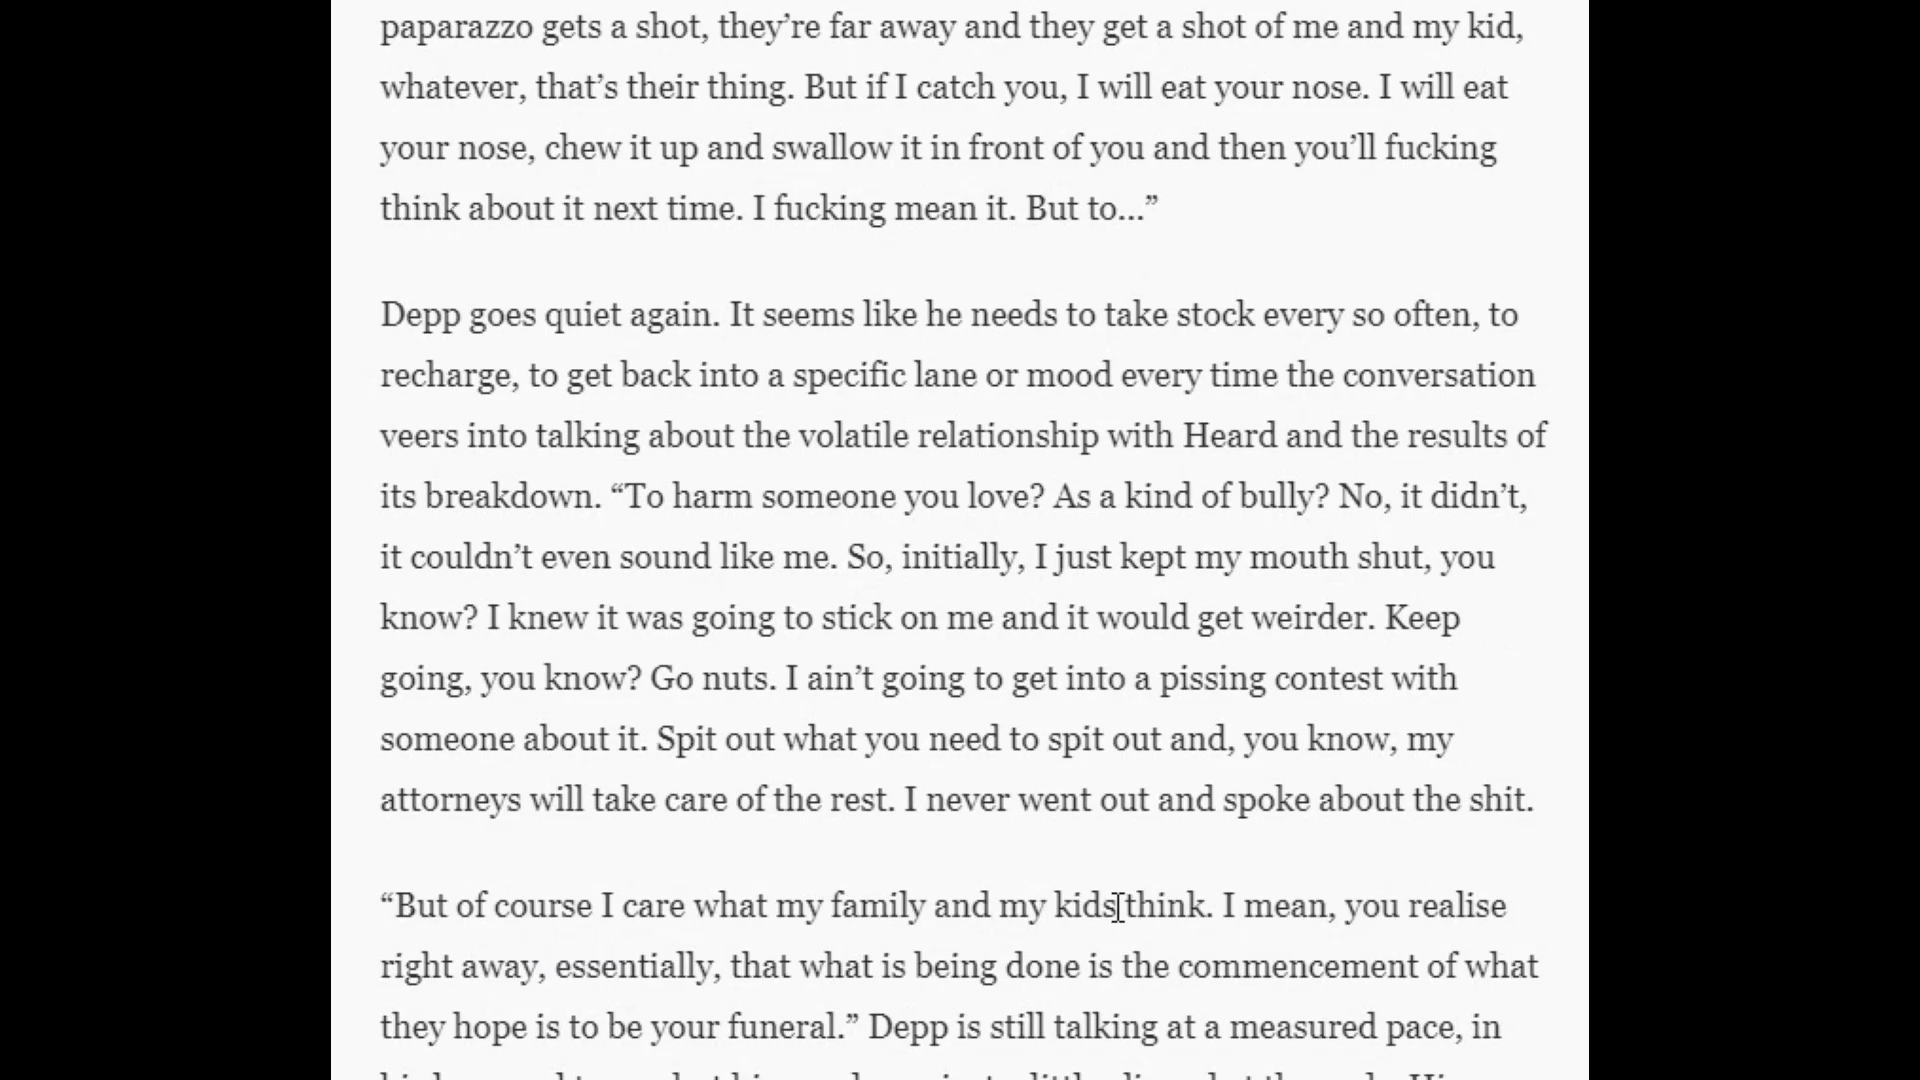 paparazzo gets a shot, they’re far away and they get a shot of me and my kid,
whatever, that’s their thing. But if I catch you, I will eat your nose. I will eat
your nose, chew it up and swallow it in front of you and then you’ll fucking
think about it next time. I fucking mean it. But to...”
Depp goes quiet again. It seems like he needs to take stock every so often, to
recharge, to get back into a specific lane or mood every time the conversation
veers into talking about the volatile relationship with Heard and the results of
its breakdown. “To harm someone you love? As a kind of bully? No, it didn’t,
it couldn’t even sound like me. So, initially, I just kept my mouth shut, you
know? I knew it was going to stick on me and it would get weirder. Keep
going, you know? Go nuts. I ain’t going to get into a pissing contest with
someone about it. Spit out what you need to spit out and, you know, my
attorneys will take care of the rest. I never went out and spoke about the shit.
“But of course I care what my family and my kids think. I mean, you realise
right away, essentially, that what is being done is the commencement of what
they hope is to be your funeral.” Depp is still talking at a measured pace, in